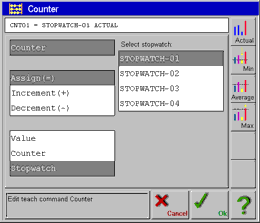 Counter
CNTO1 = STOPWATCH-01 ACTUAL
Actual
Counter
Select stopwatch:
STOPWATCH-01
STOPWATCH-02
STOPWATCH-03
STOPWATCH-04
Min
Assign(=)
Increment(+)
Decrement(-)
Average
Max
Value
Counter
Stopwatch
Edit teach command Counter
Cancel
Ok